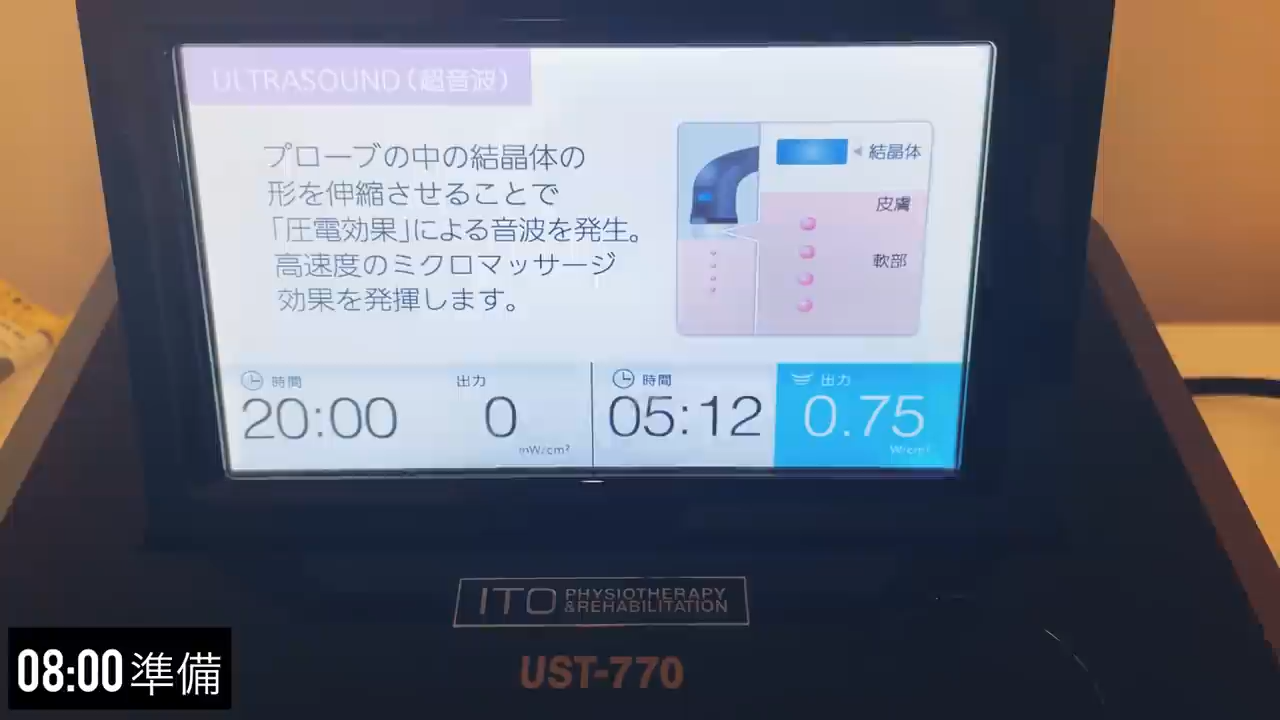 ULTRASOUND（超音波）
プローブの中の結晶体の
形を伸縮させることで
「圧電効果」による音波を発生。
高速度のミクロマッサージ
効果を発揮します。
結晶体
皮膚
軟部
時間 出力 時間 出力
20:00 0 05:12 0.75
mW/cm² W/cm²
ITO PHYSIOTHERAPY
&REHABILITATION
UST-770
08:00準備